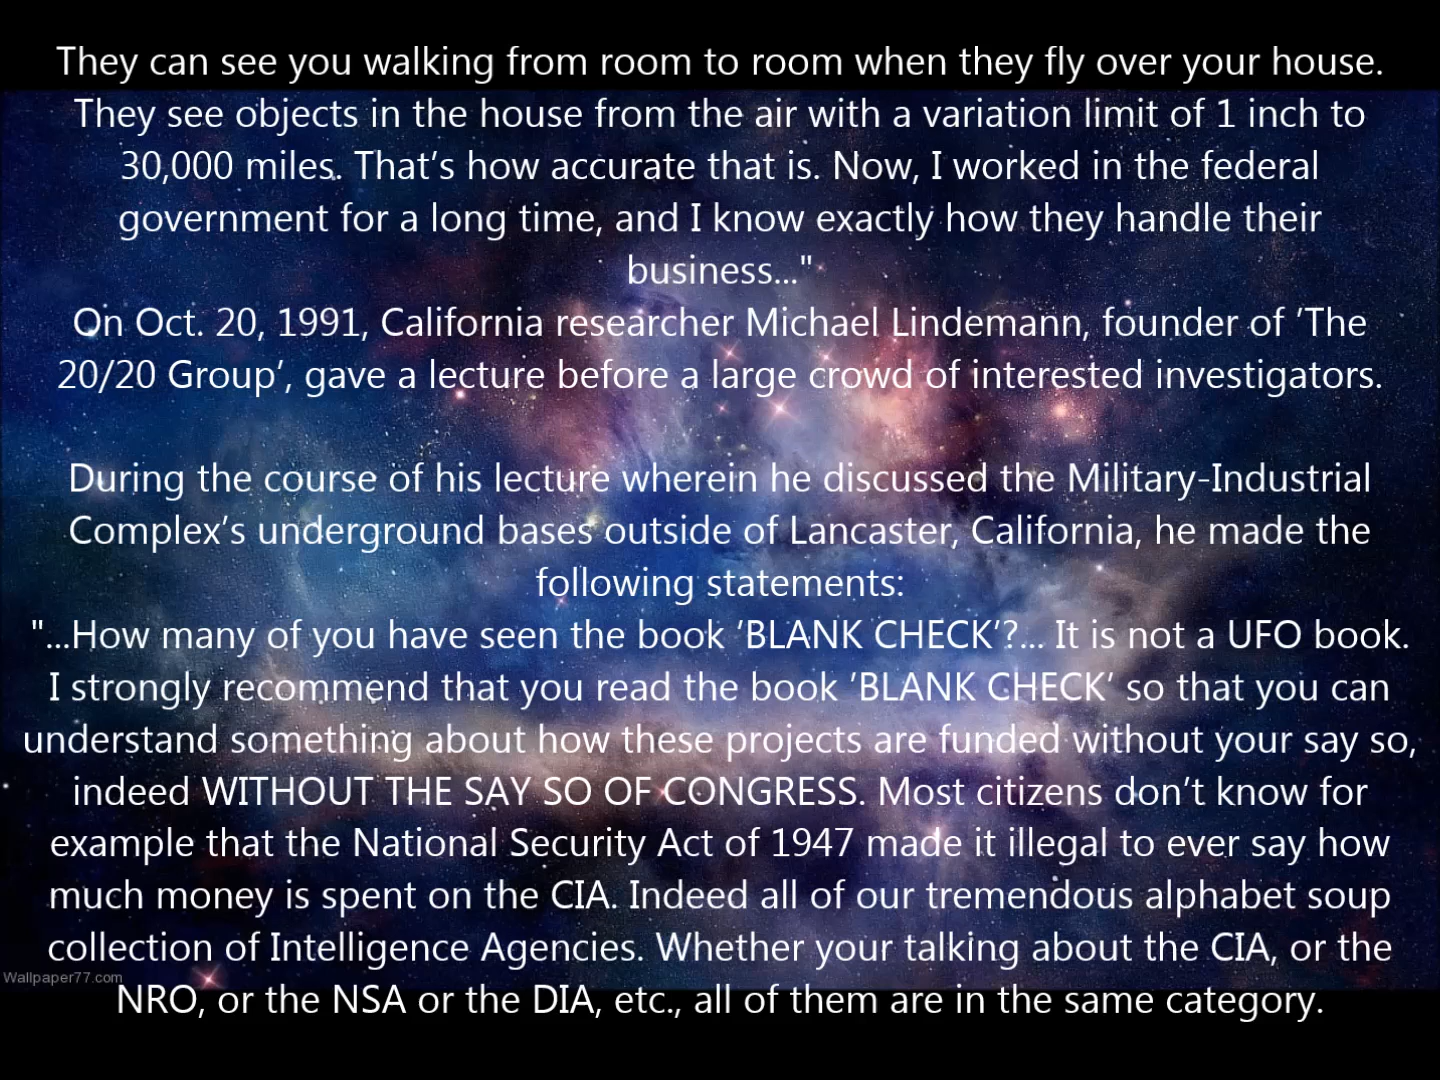 They can see you walking from room to room when they fly over your house.
They see objects in the house from the air with a variation limit of 1 inch to
30,000 miles. That’s how accurate that is. Now, I worked in the federal
government for a long time, and I know exactly how they handle their
business..."
On Oct. 20, 1991, California researcher Michael Lindemann, founder of ’The
20/20 Group’, gave a lecture before a large crowd of interested investigators.
During the course of his lecture wherein he discussed the Military-Industrial
Complex’s underground bases outside of Lancaster, California, he made the
following statements:
"...How many of you have seen the book ’BLANK CHECK’?... It is not a UFO book.
I strongly recommend that you read the book ’BLANK CHECK’ so that you can
understand something about how these projects are funded without your say so,
indeed WITHOUT THE SAY SO OF CONGRESS. Most citizens don’t know for
example that the National Security Act of 1947 made it illegal to ever say how
much money is spent on the CIA. Indeed all of our tremendous alphabet soup
collection of Intelligence Agencies. Whether your talking about the CIA, or the
Wallpaper77.com
NRO, or the NSA or the DIA, etc., all of them are in the same category.